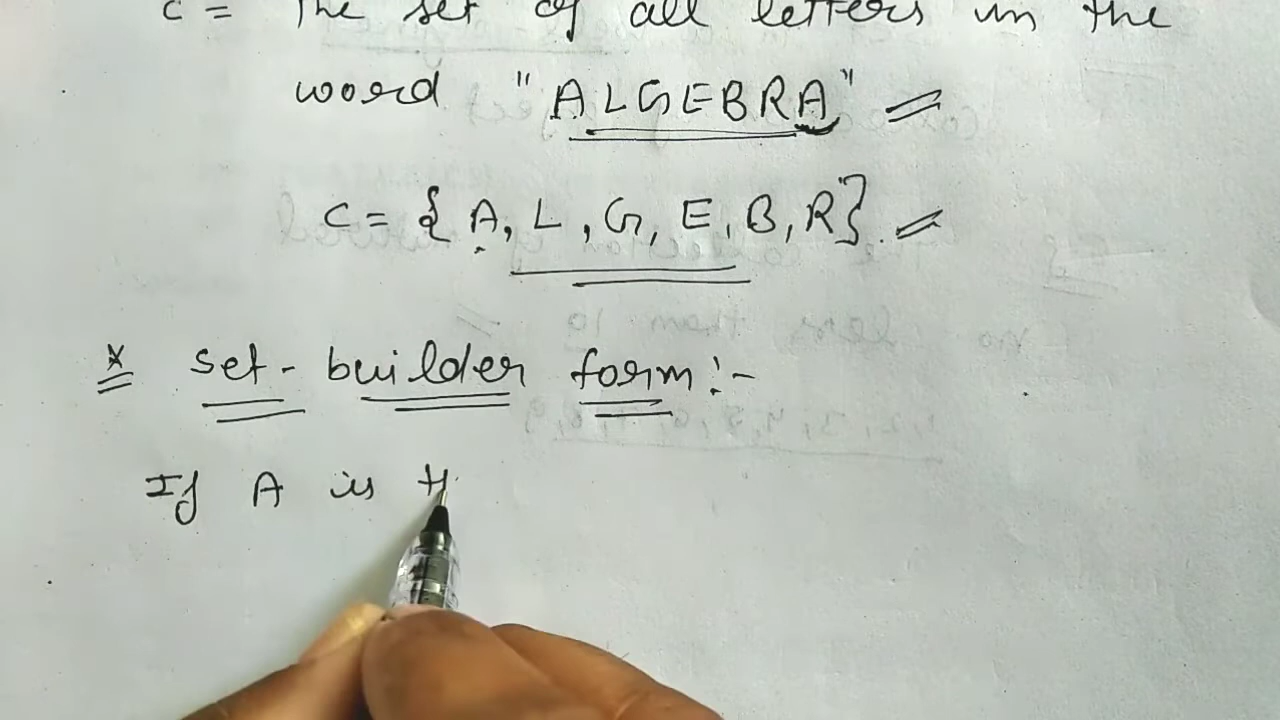 C = The set of all letters in the
word "ALGEBRA"
C = { A, L, G, E, B, R}.
* Set-builder form:-
If A is